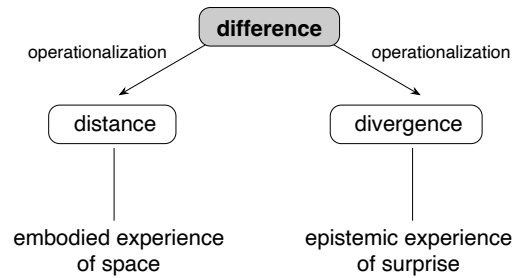 difference
operationalization
operationalization
distance
divergence
embodied experience
of space
epistemic experience
of surprise